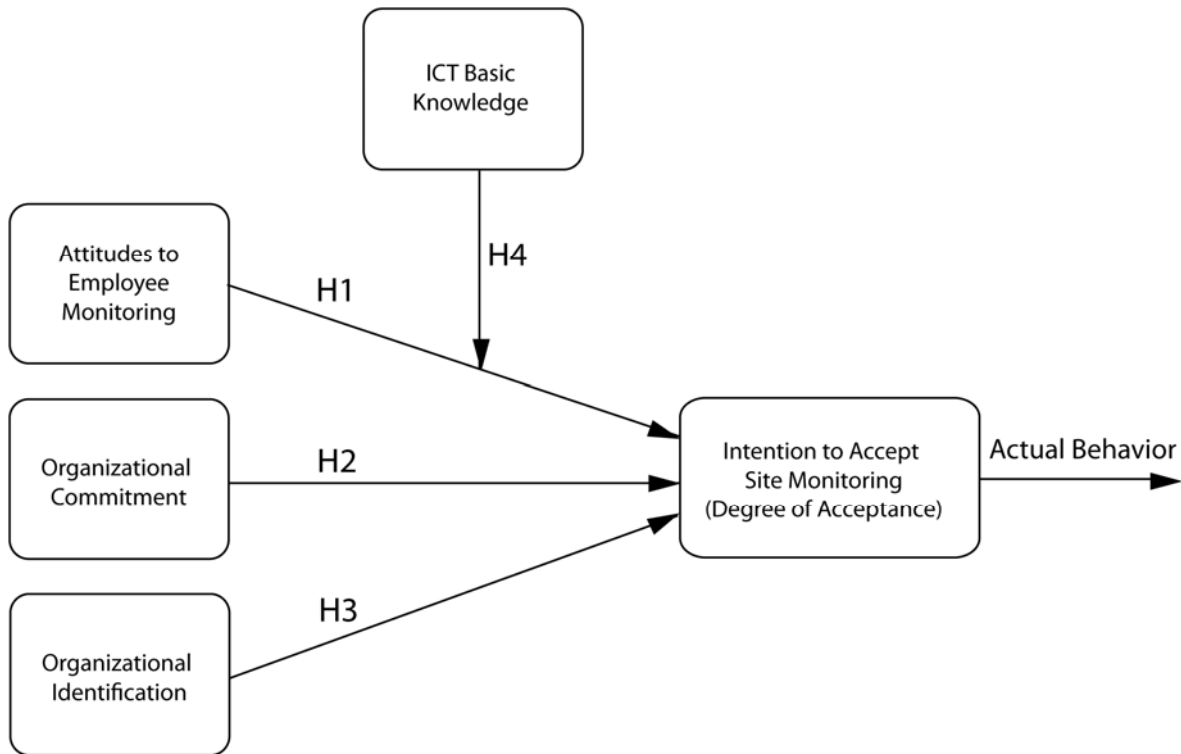 ICT Basic
Knowledge
H4
Attitudes to
Employee
Monitoring
H1
Organizational
Commitment
H2
Intention to Accept
Site Monitoring
(Degree of Acceptance)
Actual Behavior
H3
Organizational
Identification